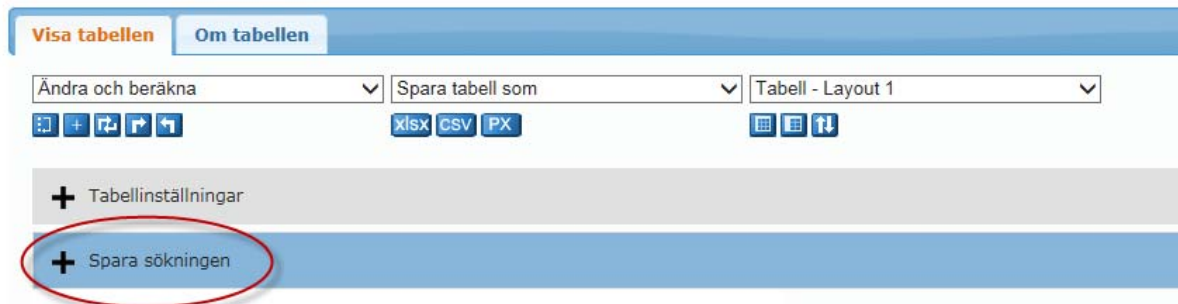 Visa tabellen Om tabellen
Ändra och beräkna Spara tabell som Tabell - Layout 1
xlsx CSV PX
Tabellinställningar
Spara sökningen